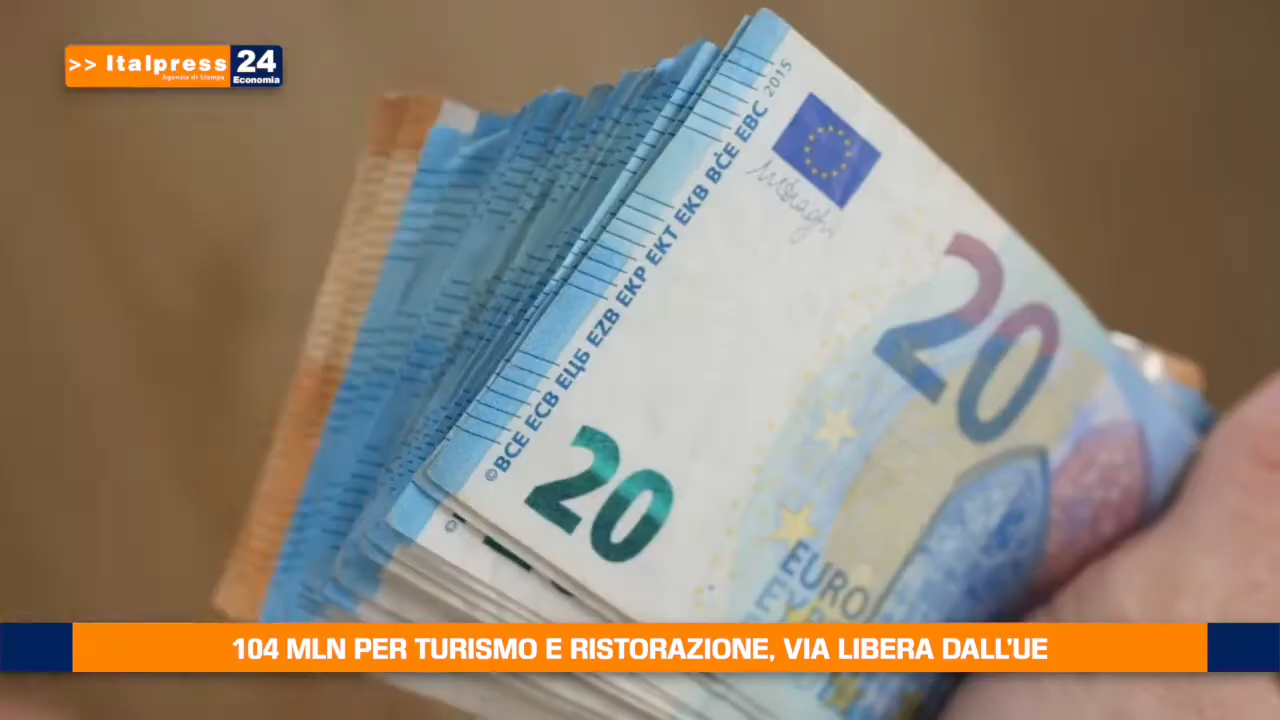 >> Italpress
Agenzia di Stampa
24
Economia
©BCE ECB ЕЦБ EZB EKP EKT EKB BĊE EBC 2015
20
20
EURO
104 MLN PER TURISMO E RISTORAZIONE, VIA LIBERA DALL'UE